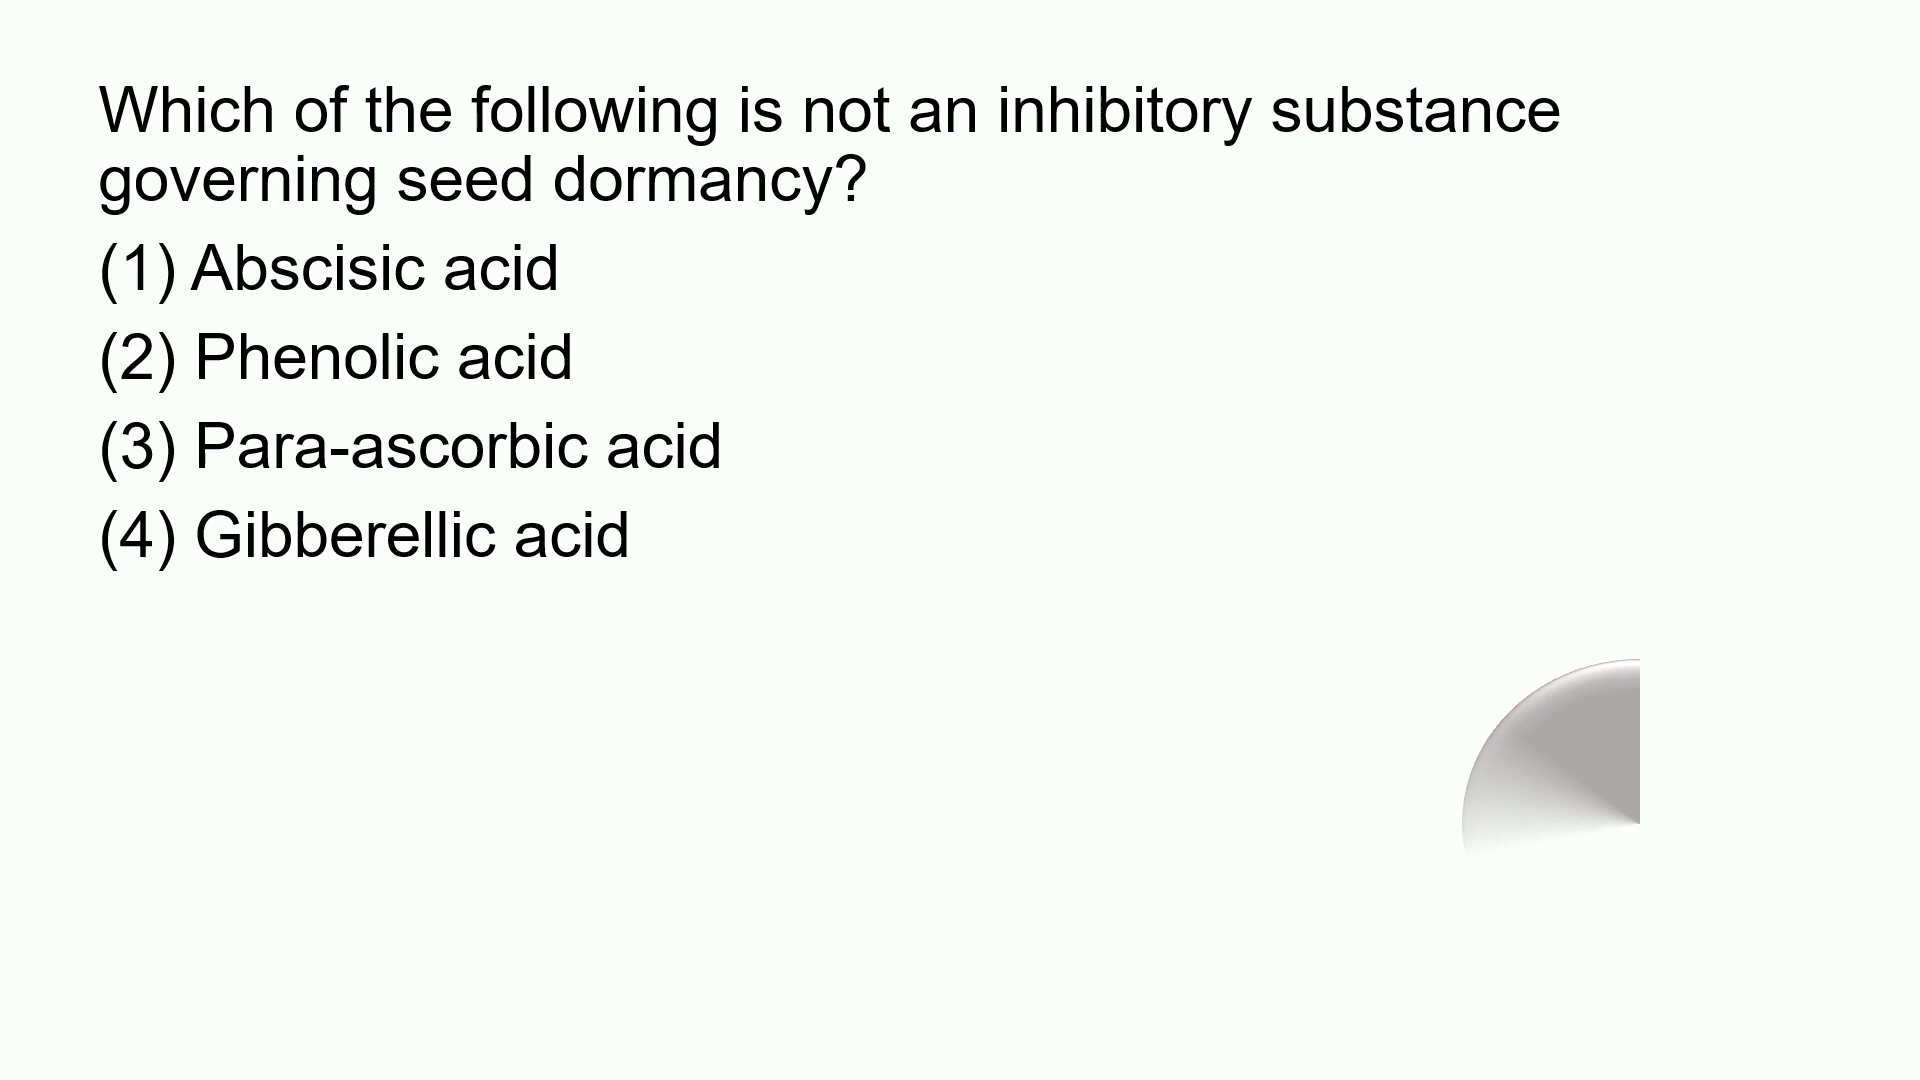 Which of the following is not an inhibitory substance
governing seed dormancy?
(1) Abscisic acid
(2) Phenolic acid
(3) Para-ascorbic acid
(4) Gibberellic acid